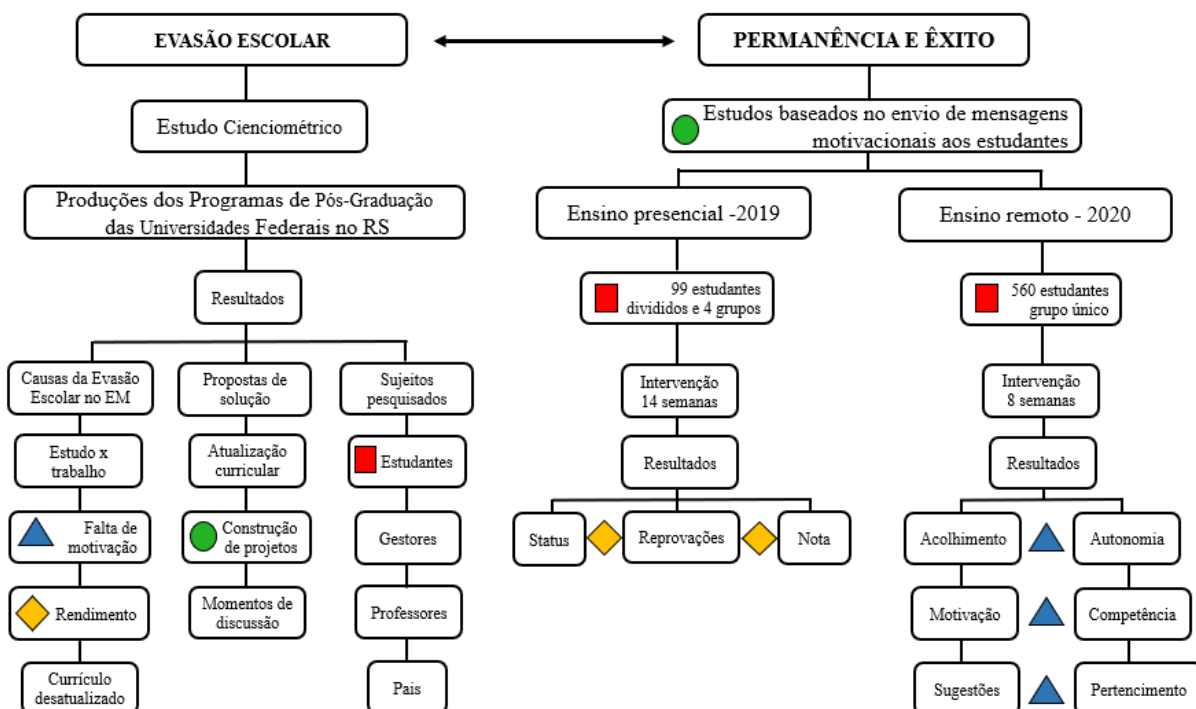 EVASÃO ESCOLAR
PERMANÊNCIA E ÊXITO
Estudo Cienciométrico
Estudos baseados no envio de mensagens
motivacionais aos estudantes
Produções dos Programas de Pós-Graduação
das Universidades Federais no RS
Ensino presencial -2019
Ensino remoto - 2020
Resultados
99 estudantes
divididos e 4 grupos
560 estudantes
grupo único
Causas da Evasão
Escolar no EM
Propostas de
solução
Sujeitos
pesquisados
Intervenção
14 semanas
Intervenção
8 semanas
Estudo x
trabalho
Atualização
curricular
Estudantes
Resultados
Resultados
Falta de
motivação
Construção
de projetos
Gestores
Status
Reprovações
Nota
Acolhimento
Autonomia
Rendimento
Momentos de
discussão
Professores
Motivação
Competência
Currículo
desatualizado
Pais
Sugestões
Pertencimento